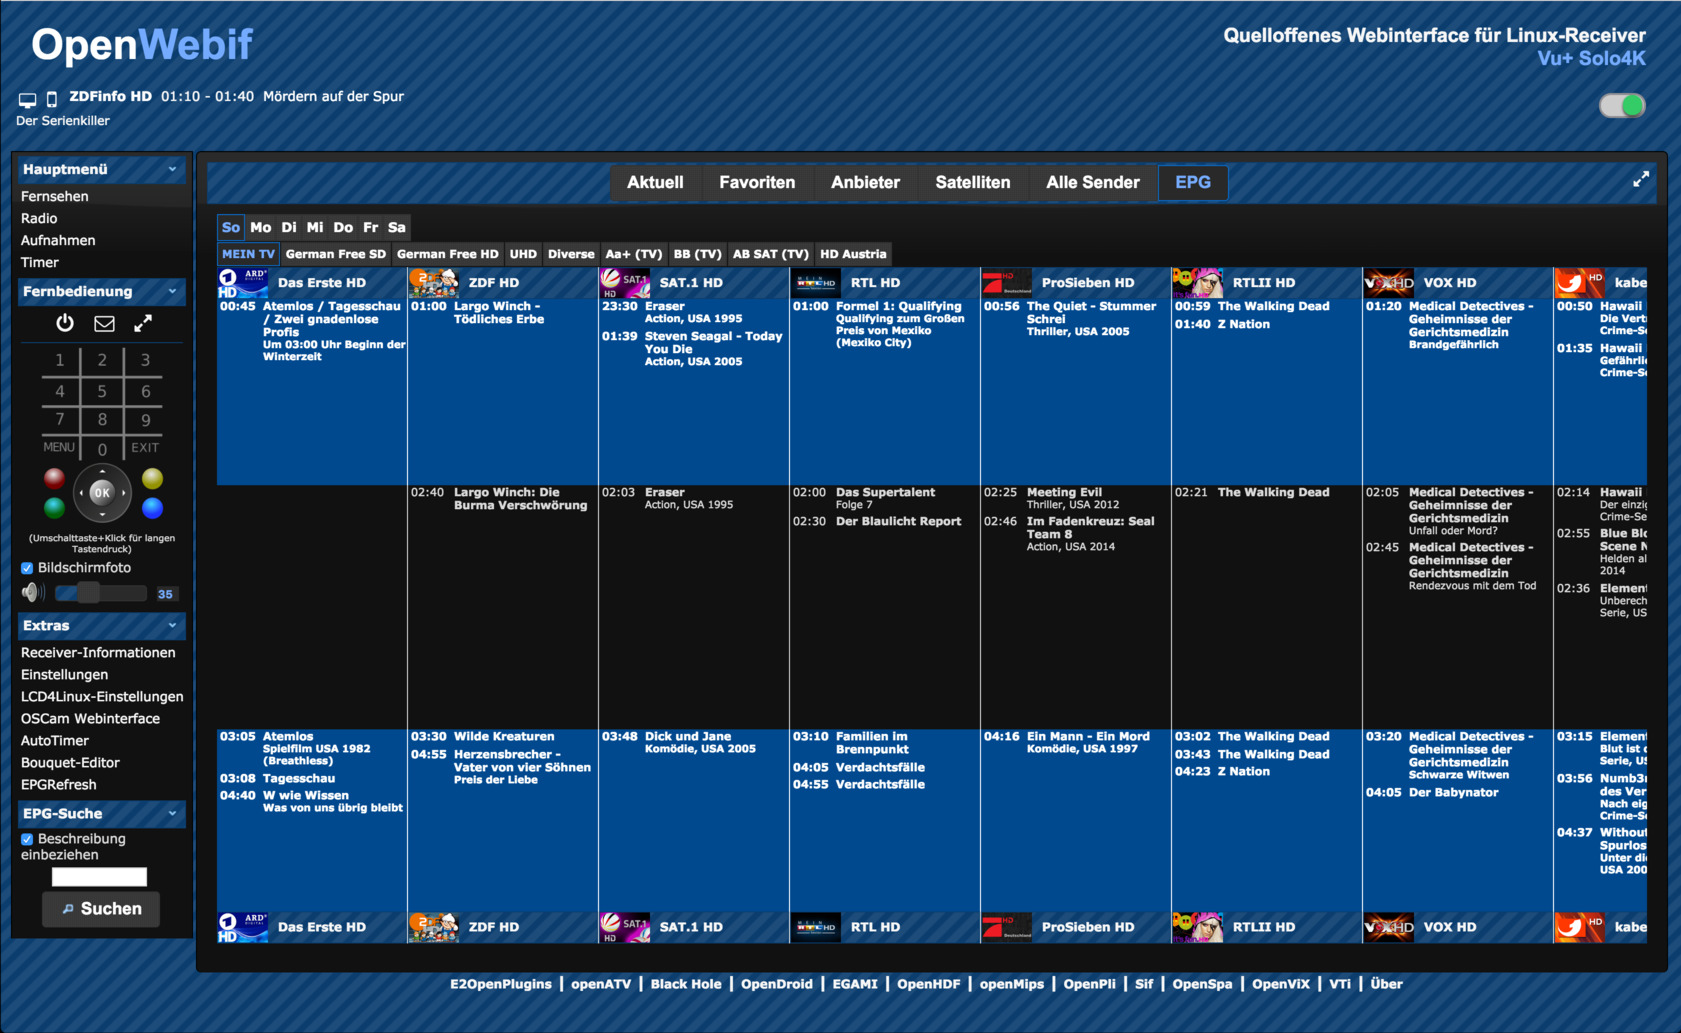 OpenWebif
Quelloffenes Webinterface für Linux-Receiver
Vu+ Solo4K
ZDFinfo HD 01:10 - 01:40 Mördern auf der Spur
Der Serienkiller
Hauptmenü
Fernsehen
Radio
Aufnahmen
Timer
Fernbedienung
1 2 3
4 5 6
7 8 9
MENU 0 EXIT
OK
(Umschalttaste+Klick für langen
Tastendruck)
Bildschirmfoto
35
Extras
Receiver-Informationen
Einstellungen
LCD4Linux-Einstellungen
OSCam Webinterface
AutoTimer
Bouquet-Editor
EPGRefresh
EPG-Suche
Beschreibung
einbeziehen
Suchen
Aktuell Favoriten Anbieter Satelliten Alle Sender EPG
So Mo Di Mi Do Fr Sa
MEIN TV German Free SD German Free HD UHD Diverse Aa+ (TV) BB (TV) AB SAT (TV) HD Austria
Das Erste HD ZDF HD SAT.1 HD RTL HD ProSieben HD RTLII HD VOX HD kabe
00:45 Atemlos / Tagesschau
/ Zwei gnadenlose
Profis
Um 03:00 Uhr Beginn der
Winterzeit
01:00 Largo Winch -
Tödliches Erbe
23:30 Eraser
Action, USA 1995
01:39 Steven Seagal - Today
You Die
Action, USA 2005
01:00 Formel 1: Qualifying
Qualifying zum Großen
Preis von Mexiko
(Mexiko City)
00:56 The Quiet - Stummer
Schrei
Thriller, USA 2005
00:59 The Walking Dead
01:40 Z Nation
01:20 Medical Detectives -
Geheimnisse der
Gerichtsmedizin
Brandgefährlich
00:50 Hawaii
Die Vert
Crime-Se
01:35 Hawaii
Gefährlic
Crime-Se
02:40 Largo Winch: Die
Burma Verschwörung
02:03 Eraser
Action, USA 1995
02:00 Das Supertalent
Folge 7
02:30 Der Blaulicht Report
02:25 Meeting Evil
Thriller, USA 2012
02:46 Im Fadenkreuz: Seal
Team 8
Action, USA 2014
02:21 The Walking Dead
02:05 Medical Detectives -
Geheimnisse der
Gerichtsmedizin
Unfall oder Mord?
02:45 Medical Detectives -
Geheimnisse der
Gerichtsmedizin
Rendezvous mit dem Tod
02:14 Hawaii
Der einzig
Crime-Se
02:55 Blue Blo
Scene N
Helden al
2014
02:36 Element
Unberech
Serie, US
03:05 Atemlos
Spielfilm USA 1982
(Breathless)
03:08 Tagesschau
04:40 W wie Wissen
Was von uns übrig bleibt
03:30 Wilde Kreaturen
04:55 Herzensbrecher -
Vater von vier Söhnen
Preis der Liebe
03:48 Dick und Jane
Komödie, USA 2005
03:10 Familien im
Brennpunkt
04:05 Verdachtsfälle
04:55 Verdachtsfälle
04:16 Ein Mann - Ein Mord
Komödie, USA 1997
03:02 The Walking Dead
03:43 The Walking Dead
04:23 Z Nation
03:20 Medical Detectives -
Geheimnisse der
Gerichtsmedizin
Schwarze Witwen
04:05 Der Babynator
03:15 Element
Blut ist d
Serie, US
03:56 Numb3r
des Ver
Nach eig
Crime-Se
04:37 Without
Spurlos
Unter die
USA 200
Das Erste HD ZDF HD SAT.1 HD RTL HD ProSieben HD RTLII HD VOX HD kabe
E2OpenPlugins | openATV | Black Hole | OpenDroid | EGAMI | OpenHDF | openMips | OpenPli | Sif | OpenSpa | OpenViX | VTi | Über